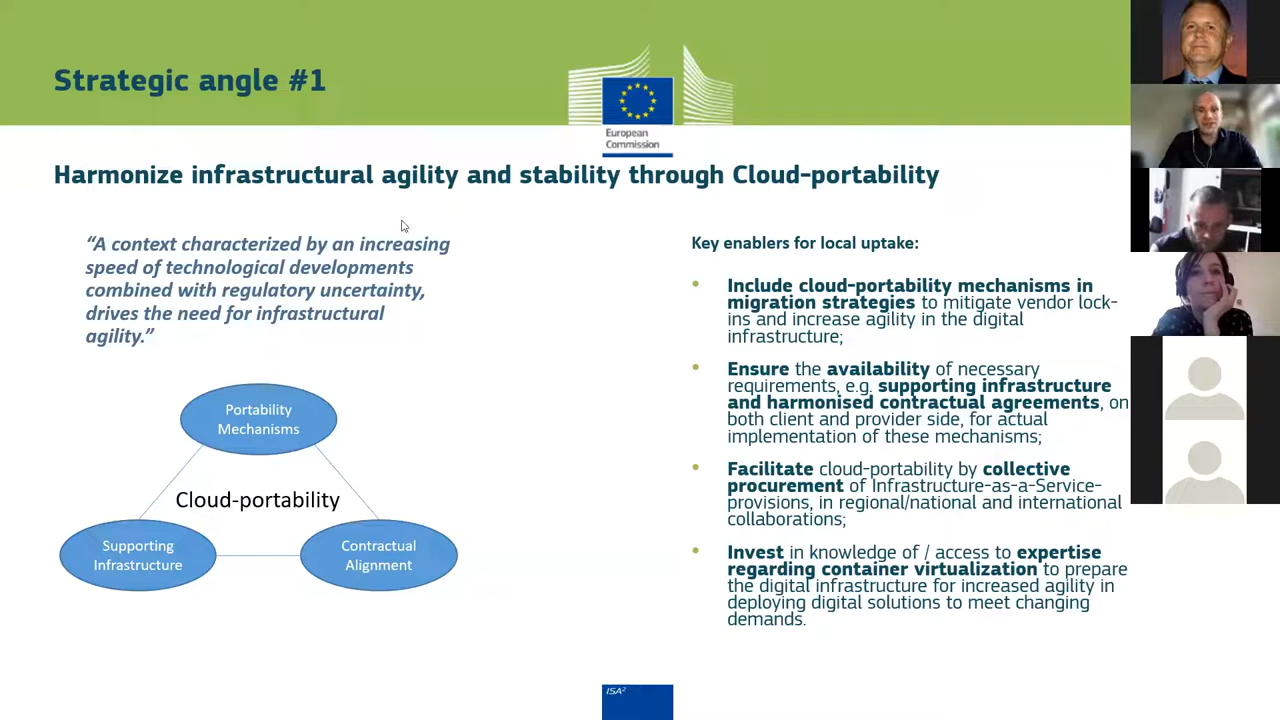 Strategic angle #1
European
Commission
Harmonize infrastructural agility and stability through Cloud-portability
“A context characterized by an increasing
speed of technological developments
combined with regulatory uncertainty,
drives the need for infrastructural
agility.”
Portability
Mechanisms
Cloud-portability
Supporting
Infrastructure
Contractual
Alignment
Key enablers for local uptake:
• Include cloud-portability mechanisms in
migration strategies to mitigate vendor lock-
ins and increase agility in the digital
infrastructure;
• Ensure the availability of necessary
requirements, e.g. supporting infrastructure
and harmonised contractual agreements, on
both client and provider side, for actual
implementation of these mechanisms;
• Facilitate cloud-portability by collective
procurement of Infrastructure-as-a-Service-
provisions, in regional/national and international
collaborations;
• Invest in knowledge of / access to expertise
regarding container virtualization to prepare
the digital infrastructure for increased agility in
deploying digital solutions to meet changing
demands.
ISA²